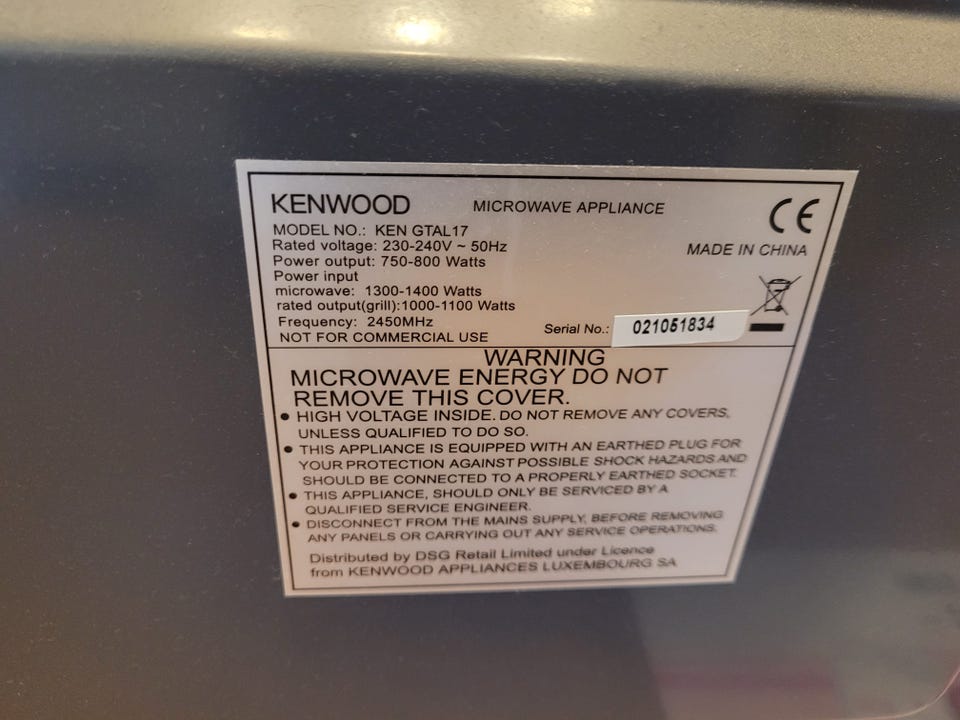 KENWOOD MICROWAVE APPLIANCE CE
MODEL NO.: KEN GTAL17
Rated voltage: 230-240V ~ 50Hz MADE IN CHINA
Power output: 750-800 Watts
Power input
microwave: 1300-1400 Watts
rated output(grill):1000-1100 Watts
Frequency: 2450MHz Serial No.: 021051834
NOT FOR COMMERCIAL USE
WARNING
MICROWAVE ENERGY DO NOT
REMOVE THIS COVER.
• HIGH VOLTAGE INSIDE. DO NOT REMOVE ANY COVERS,
UNLESS QUALIFIED TO DO SO.
• THIS APPLIANCE IS EQUIPPED WITH AN EARTHED PLUG FOR
YOUR PROTECTION AGAINST POSSIBLE SHOCK HAZARDS AND
SHOULD BE CONNECTED TO A PROPERLY EARTHED SOCKET.
• THIS APPLIANCE, SHOULD ONLY BE SERVICED BY A
QUALIFIED SERVICE ENGINEER.
• DISCONNECT FROM THE MAINS SUPPLY, BEFORE REMOVING
ANY PANELS OR CARRYING OUT ANY SERVICE OPERATIONS.
Distributed by DSG Retail Limited under Licence
from KENWOOD APPLIANCES LUXEMBOURG SA